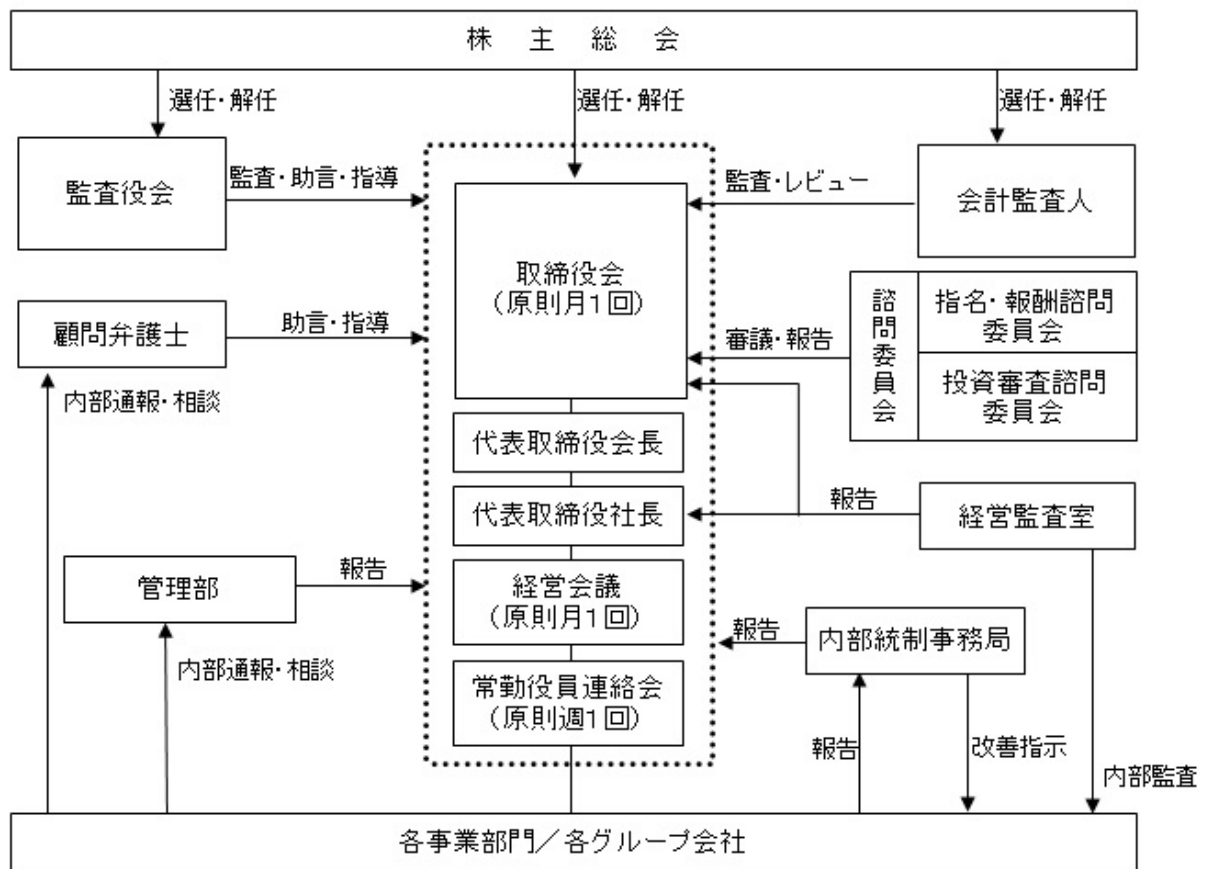 株主総会
選任・解任
選任・解任
選任・解任
監査役会
監査・助言・指導
監査・レビュー
会計監査人
取締役会
（原則月1回）
諮問委員会
指名・報酬諮問
委員会
投資審査諮問
委員会
顧問弁護士
助言・指導
審議・報告
内部通報・相談
代表取締役会長
代表取締役社長
報告
経営監査室
管理部
報告
経営会議
（原則月1回）
報告
内部統制事務局
内部通報・相談
常勤役員連絡会
（原則週1回）
報告
改善指示
内部監査
各事業部門／各グループ会社